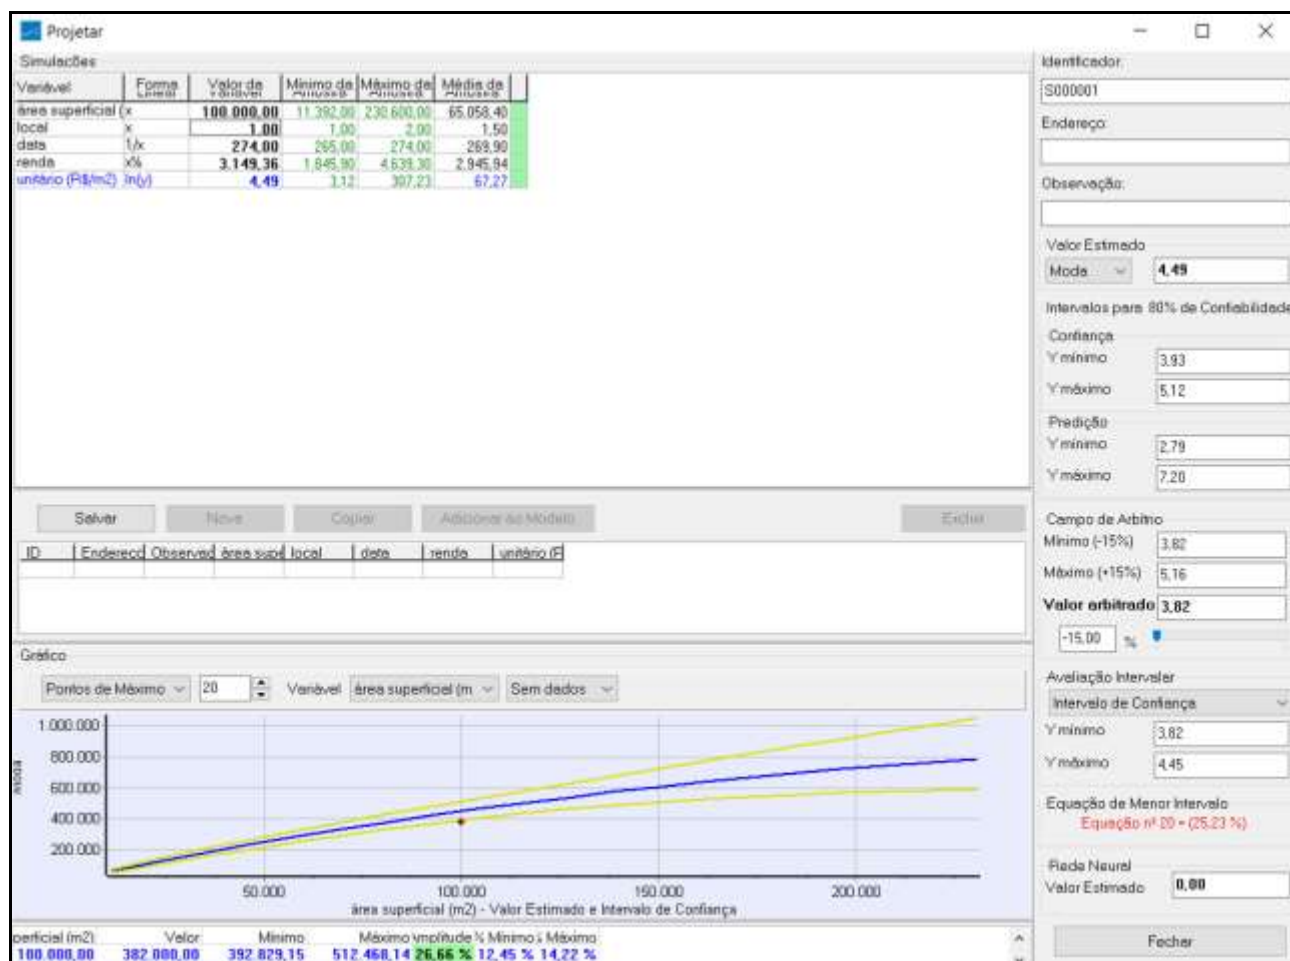 Projetar
Simulações
Variável Forma Linear Valor da Variável Mínimo da Amostra Máximo da Amostra Média da Amostra
área superficial ( x 100.000,00 11.392,00 230.600,00 65.058,40
local x 1,00 1,00 2,00 1,50
data 1/x 274,00 265,00 274,00 269,90
renda x½ 3.149,36 1.845,90 4.639,30 2.945,94
unitário (R$/m2) ln(y) 4,49 3,12 307,23 67,27
Salvar Novo Copiar Adicionar ao Modelo Excluir
ID Endereço Observaç área supe local data renda unitário (R
Gráfico
Pontos de Máximo 20 Variável área superficial (m Sem dados
1.000.000
800.000
600.000
400.000
200.000
Moda
50.000 100.000 150.000 200.000
área superficial (m2) - Valor Estimado e Intervalo de Confiança
perficial (m2) Valor Mínimo Máximo Amplitude % Mínimo % Máximo
100.000,00 382.000,00 392.829,15 512.468,14 26,66 % 12,45 % 14,22 %
Identificador:
S000001
Endereço:
Observação:
Valor Estimado
Moda 4,49
Intervalos para 80% de Confiabilidade
Confiança
Y mínimo 3,93
Y máximo 5,12
Predição
Y mínimo 2,79
Y máximo 7,20
Campo de Arbítrio
Mínimo (-15%) 3,82
Máximo (+15%) 5,16
Valor arbitrado 3,82
-15,00 %
Avaliação Intervalar
Intervalo de Confiança
Y mínimo 3,82
Y máximo 4,45
Equação de Menor Intervalo
Equação nº 20 = (25,23 %)
Rede Neural
Valor Estimado 0,00
Fechar